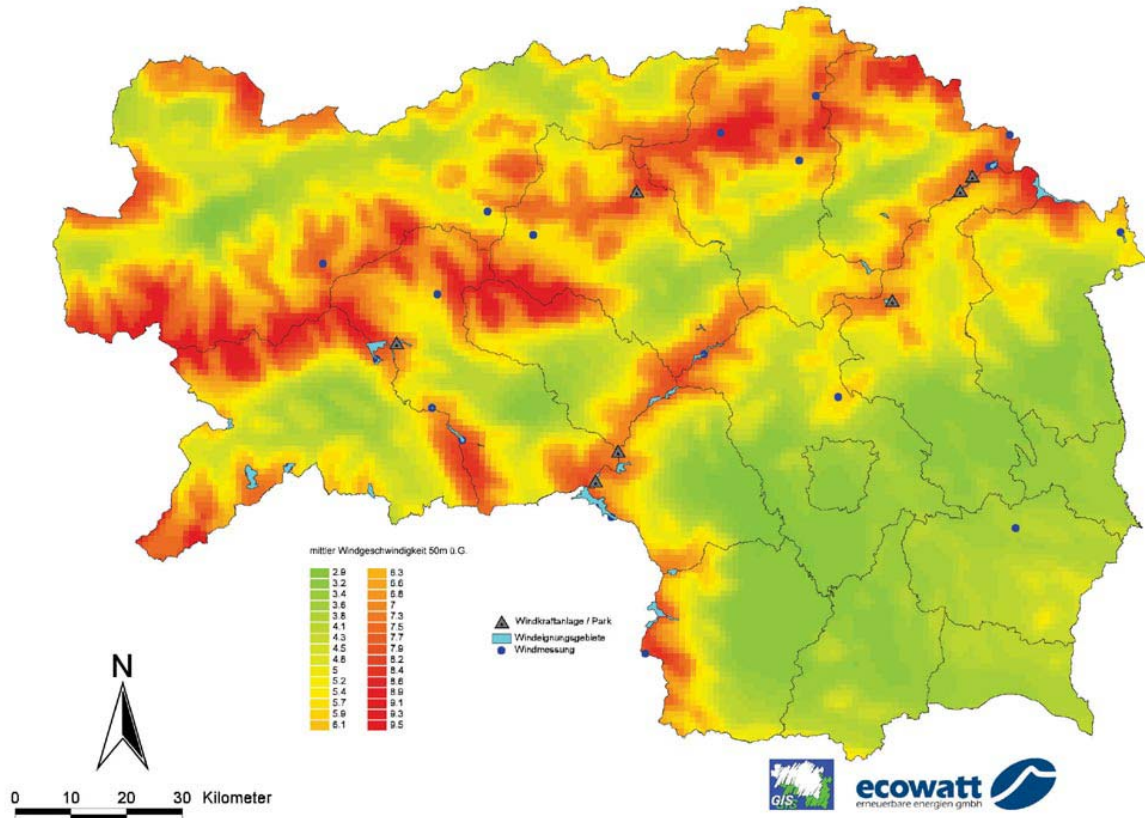 mittler Windgeschwindigkeit 50m ü.G.
2.9 6.3
3.2 6.6
3.4 6.8
3.6 7
3.8 7.3
4.1 7.5
4.3 7.7
4.5 7.9
4.8 8.2
5 8.4
5.2 8.6
5.4 8.9
5.7 9.1
5.9 9.3
6.1 9.5
Windkraftanlage / Park
Windeignungsgebiete
Windmessung
N
0 10 20 30 Kilometer
GIS
ecowatt
erneuerbare energien gmbh